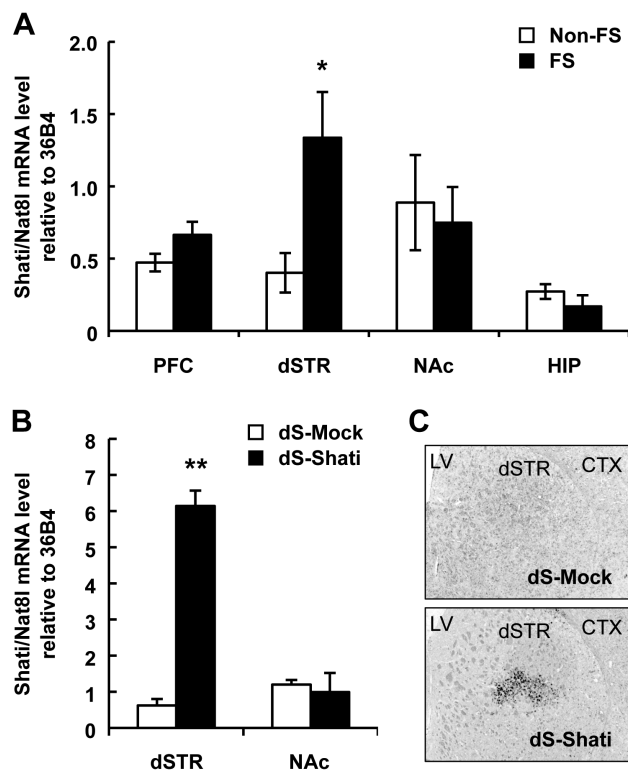 A
Shati/Nat8l mRNA level
relative to 36B4
2.0
1.5
1.0
0.5
0
Non-FS
FS
*
PFC
dSTR
NAc
HIP
B
Shati/Nat8l mRNA level
relative to 36B4
8
7
6
5
4
3
2
1
0
dS-Mock
dS-Shati
**
dSTR
NAc
C
LV
dSTR
CTX
dS-Mock
LV
dSTR
CTX
dS-Shati